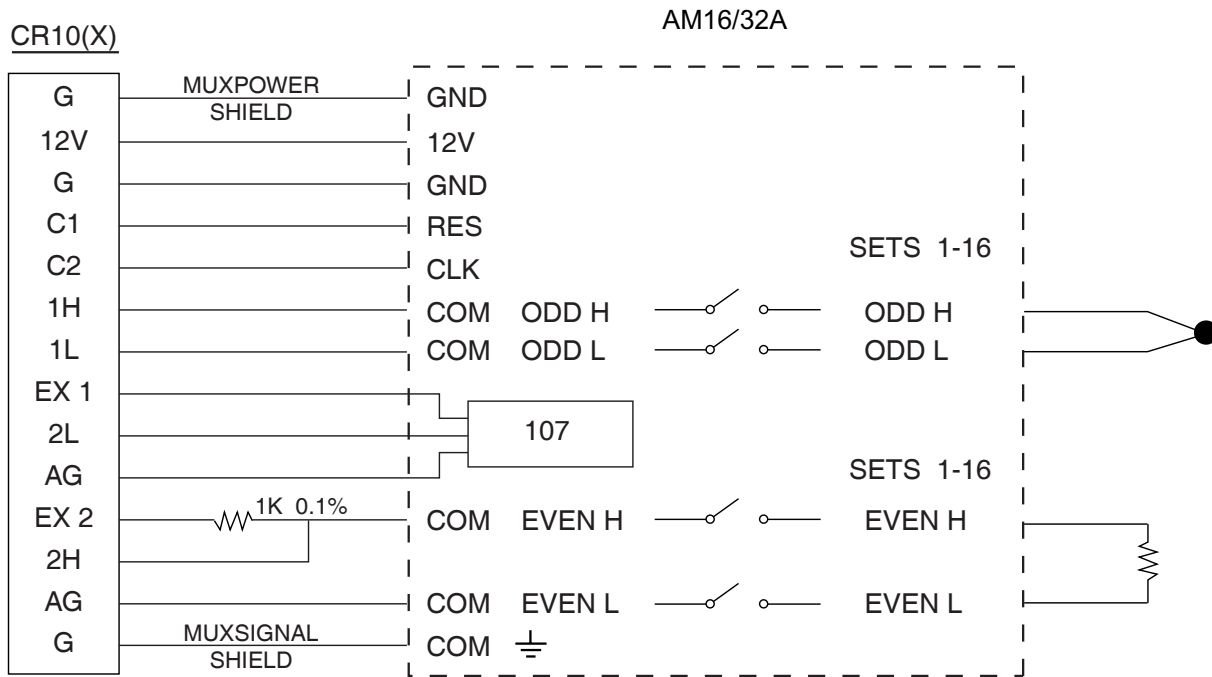 AM16/32A
CR10(X)
G MUXPOWER GND
SHIELD
12V 12V
G GND
C1 RES
SETS 1-16
C2 CLK
1H COM ODD H ODD H
1L COM ODD L ODD L
EX 1
2L 107
AG SETS 1-16
1K 0.1%
EX 2 COM EVEN H EVEN H
2H
AG COM EVEN L EVEN L
G MUXSIGNAL COM
SHIELD